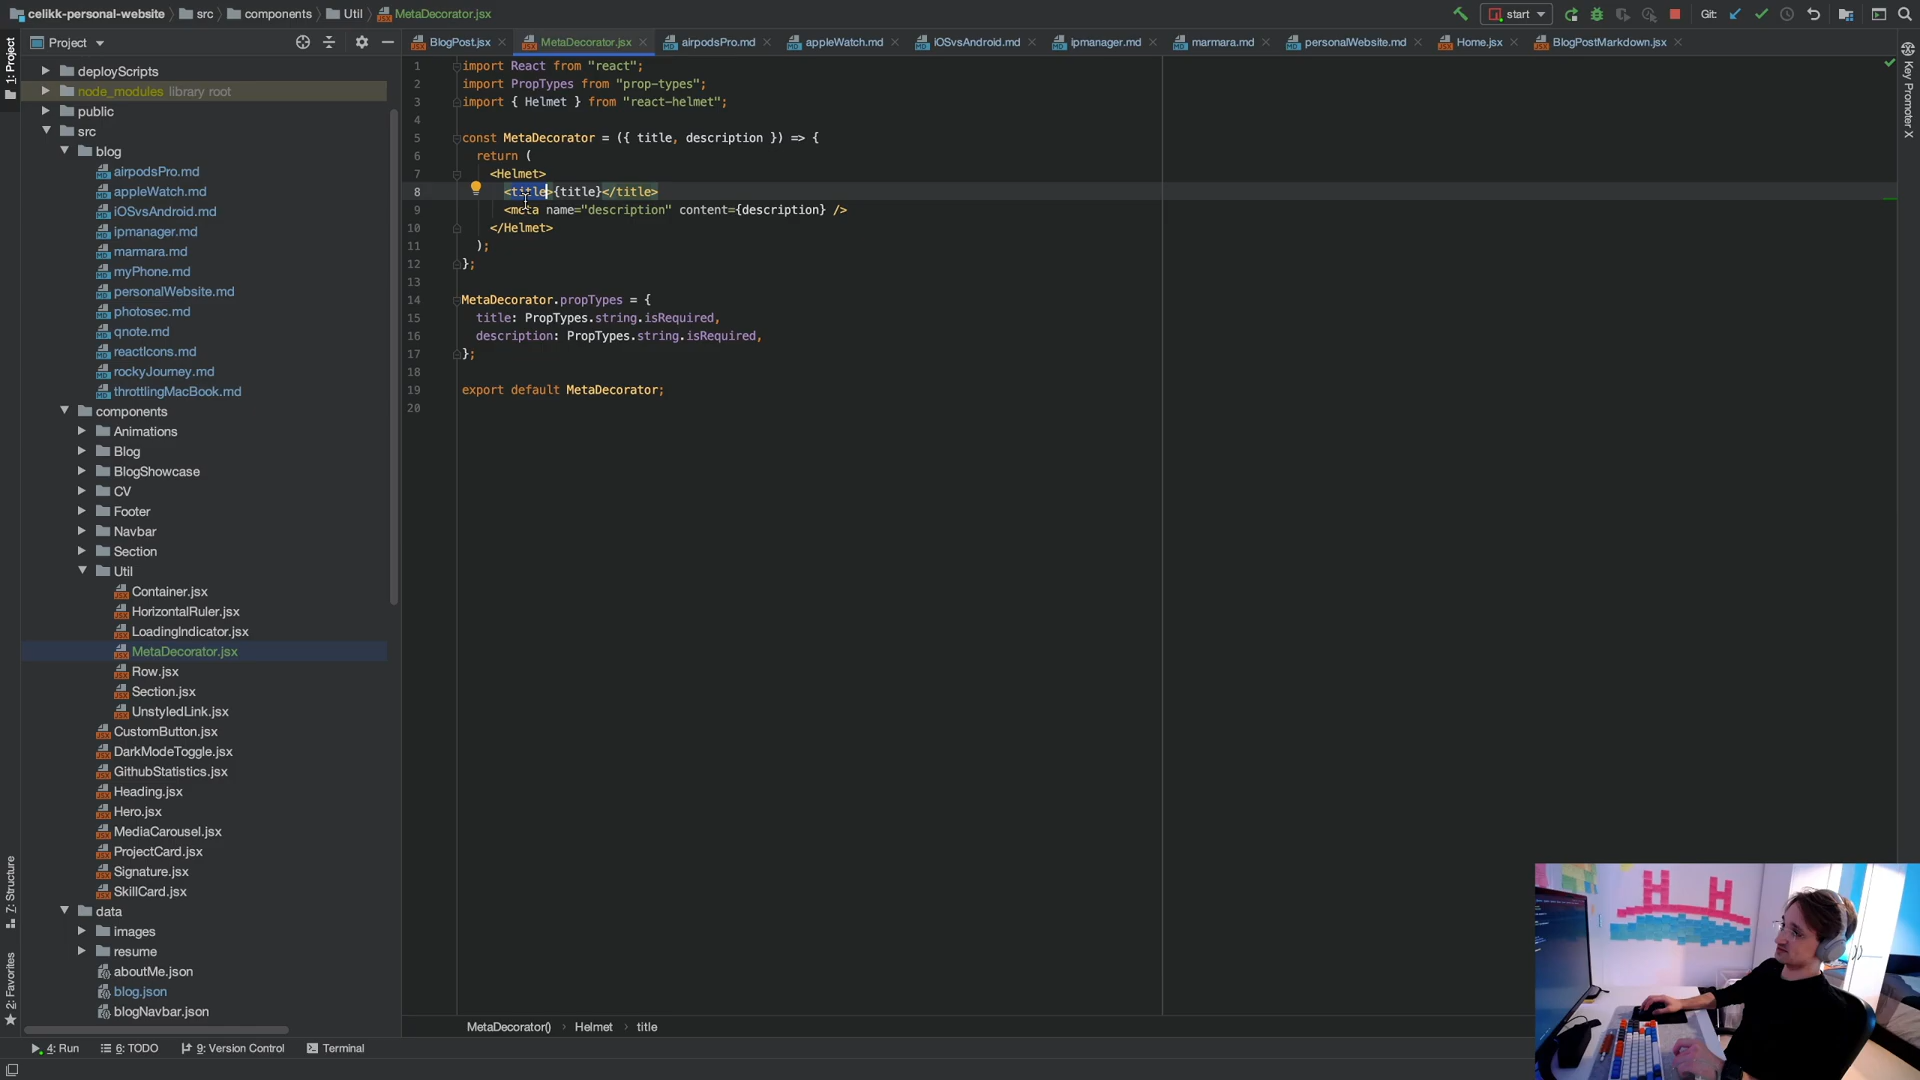 celikk-personal-website src components Util MetaDecorator.jsx start Git:
Project BlogPost.jsx MetaDecorator.jsx airpodsPro.md appleWatch.md iOSvsAndroid.md ipmanager.md marmara.md personalWebsite.md Home.jsx BlogPostMarkdown.jsx
1: Project
Key Promoter X
deployScripts
node_modules library root
public
src
blog
airpodsPro.md
appleWatch.md
iOSvsAndroid.md
ipmanager.md
marmara.md
myPhone.md
personalWebsite.md
photosec.md
qnote.md
reactIcons.md
rockyJourney.md
throttlingMacBook.md
components
Animations
Blog
BlogShowcase
CV
Footer
Navbar
Section
Util
Container.jsx
HorizontalRuler.jsx
LoadingIndicator.jsx
MetaDecorator.jsx
Row.jsx
Section.jsx
UnstyledLink.jsx
CustomButton.jsx
DarkModeToggle.jsx
GithubStatistics.jsx
Heading.jsx
Hero.jsx
MediaCarousel.jsx
ProjectCard.jsx
Signature.jsx
SkillCard.jsx
data
images
resume
aboutMe.json
blog.json
blogNavbar.json
7: Structure
2: Favorites
1 import React from "react";
2 import PropTypes from "prop-types";
3 import { Helmet } from "react-helmet";
4
5 const MetaDecorator = ({ title, description }) => {
6 return (
7 <Helmet>
8 <title>{title}</title>
9 <meta name="description" content={description} />
10 </Helmet>
11 );
12 };
13
14 MetaDecorator.propTypes = {
15 title: PropTypes.string.isRequired,
16 description: PropTypes.string.isRequired,
17 };
18
19 export default MetaDecorator;
20
MetaDecorator() Helmet title
4: Run 6: TODO 9: Version Control Terminal